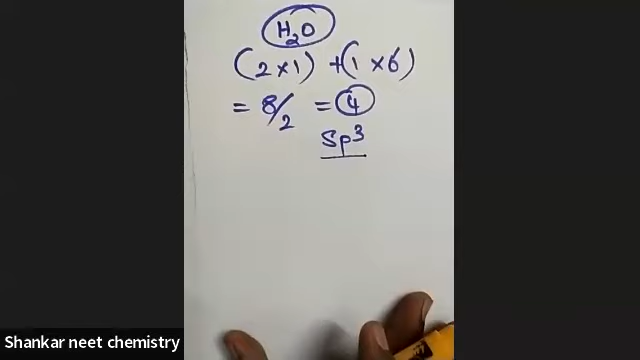 H₂O
(2×1) + (1×6)
= 8/2 = 4
Sp³
Shankar neet chemistry